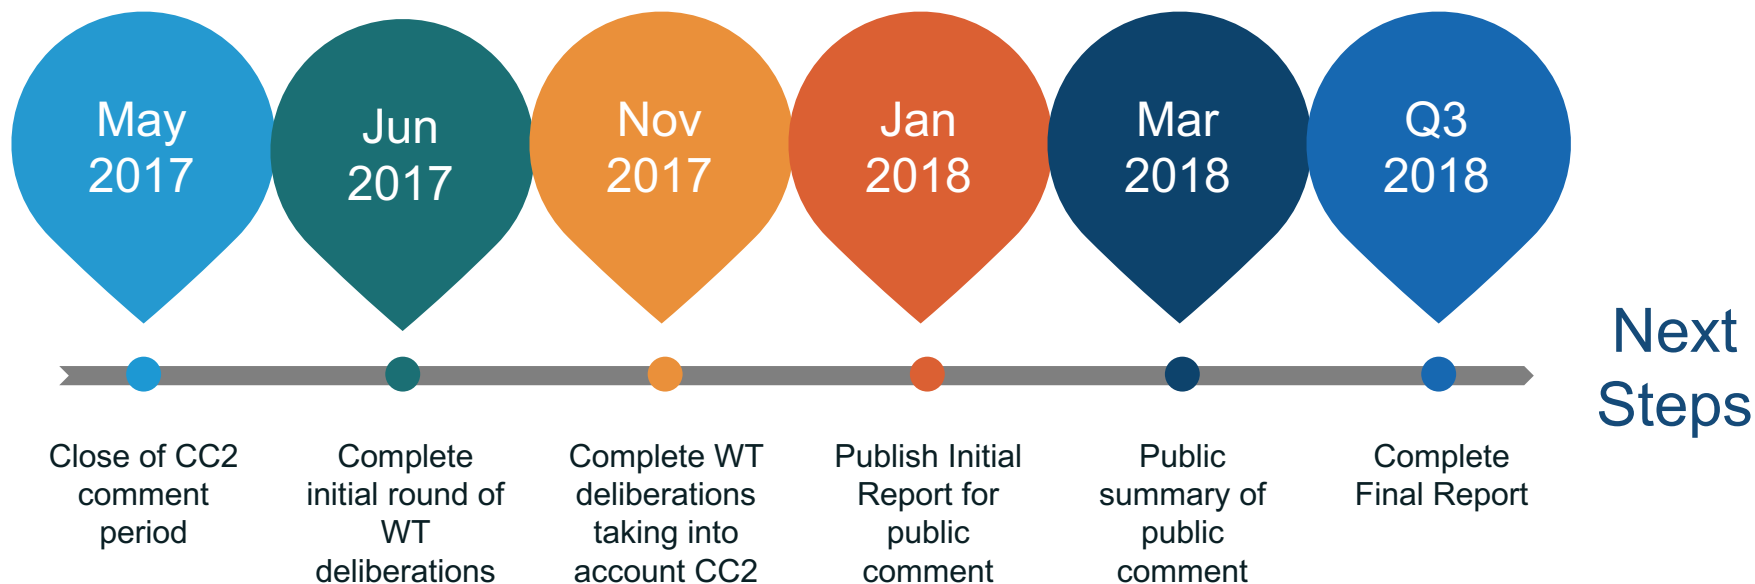 May
2017
Jun
2017
Nov
2017
Jan
2018
Mar
2018
Q3
2018
Next
Steps
Close of CC2
comment
period
Complete
initial round of
WT
deliberations
Complete WT
deliberations
taking into
account CC2
Publish Initial
Report for
public
comment
Public
summary of
public
comment
Complete
Final Report